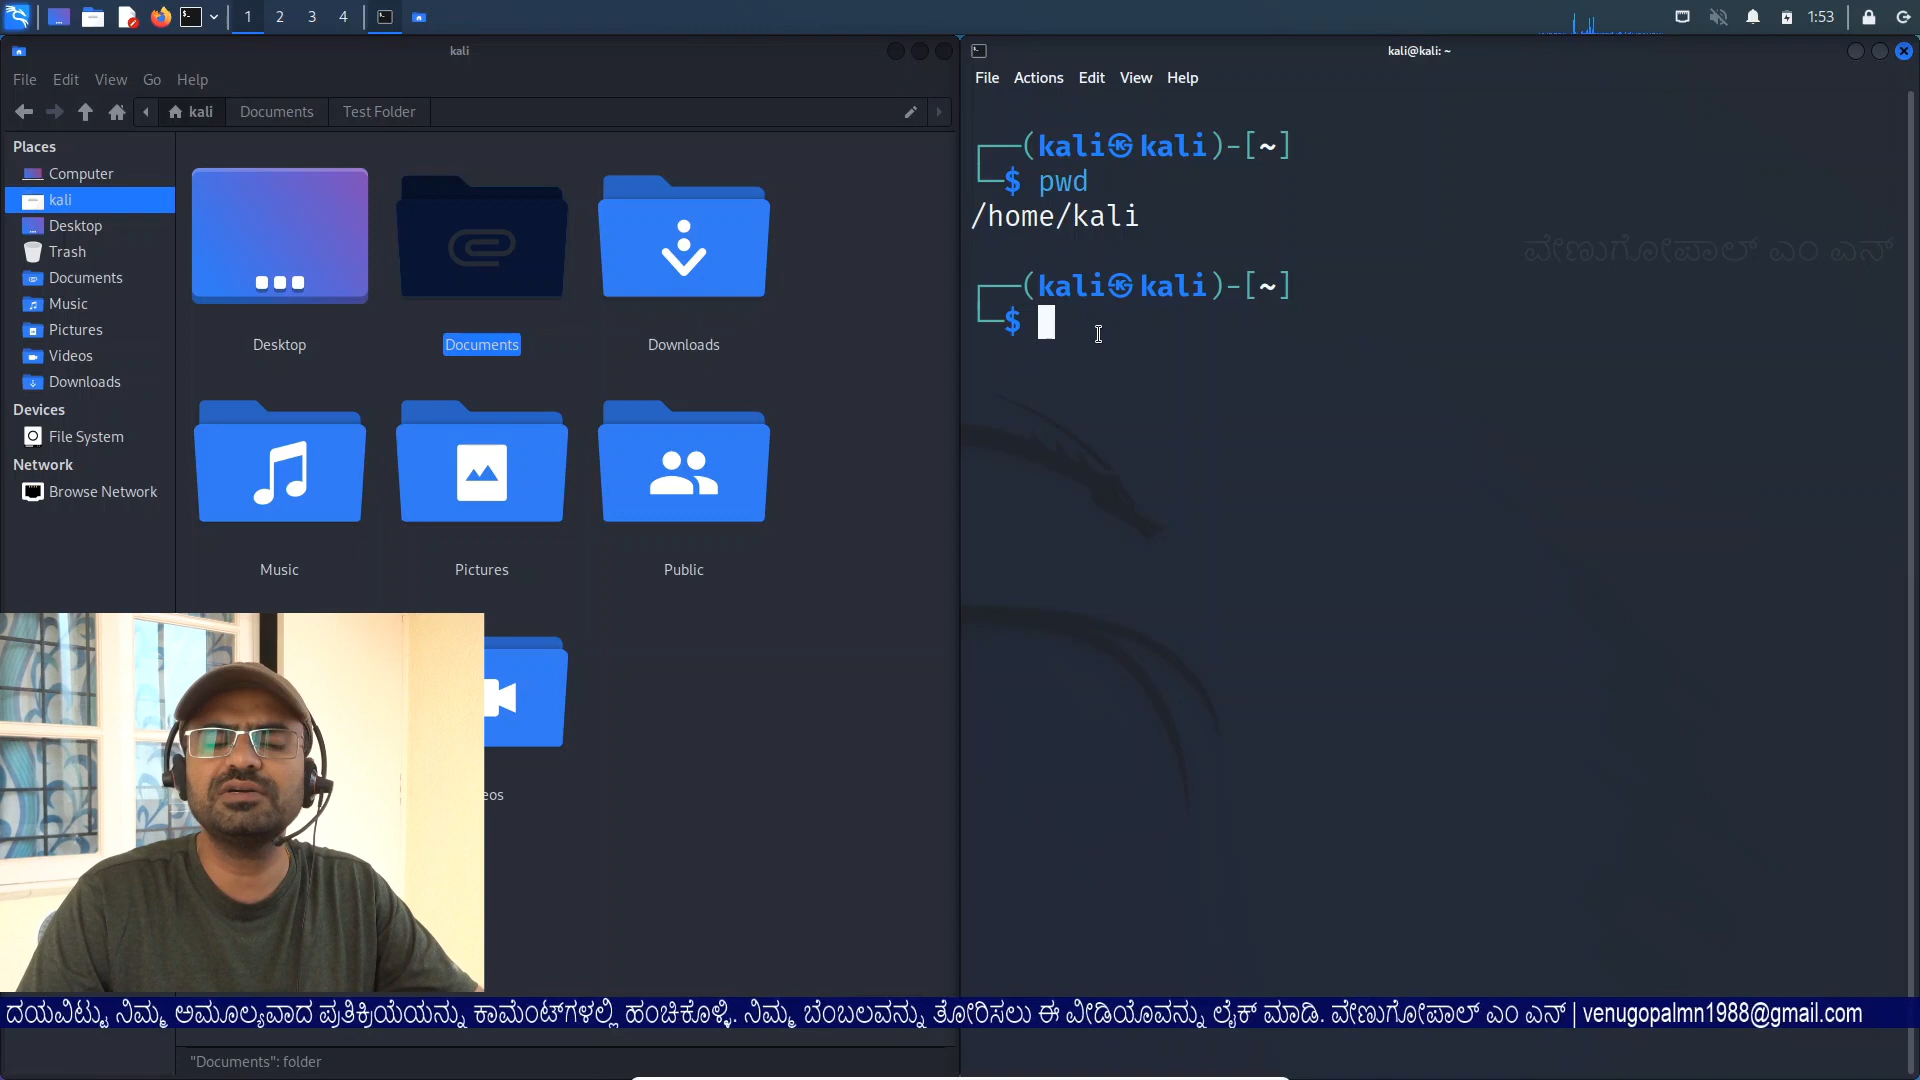 1 2 3 4
1:53
kali
File Edit View Go Help
kali Documents Test Folder
Places
Computer
kali
Desktop
Trash
Documents
Music
Pictures
Videos
Downloads
Devices
File System
Network
Browse Network
Desktop
Documents
Downloads
Music
Pictures
Public
eos
"Documents": folder
kali@kali: ~
File Actions Edit View Help
┌──(kali㉿kali)-[~]
└─$ pwd
/home/kali
ವೇಣುಗೋಪಾಲ್ ಎಂ ಎನ್
┌──(kali㉿kali)-[~]
└─$
ದಯವಿಟ್ಟು ನಿಮ್ಮ ಅಮೂಲ್ಯವಾದ ಪ್ರತಿಕ್ರಿಯೆಯನ್ನು ಕಾಮೆಂಟ್‌ಗಳಲ್ಲಿ ಹಂಚಿಕೊಳ್ಳಿ. ನಿಮ್ಮ ಬೆಂಬಲವನ್ನು ತೋರಿಸಲು ಈ ವೀಡಿಯೊವನ್ನು ಲೈಕ್ ಮಾಡಿ. ವೇಣುಗೋಪಾಲ್ ಎಂ ಎನ್ | venugopalmn1988@gmail.com